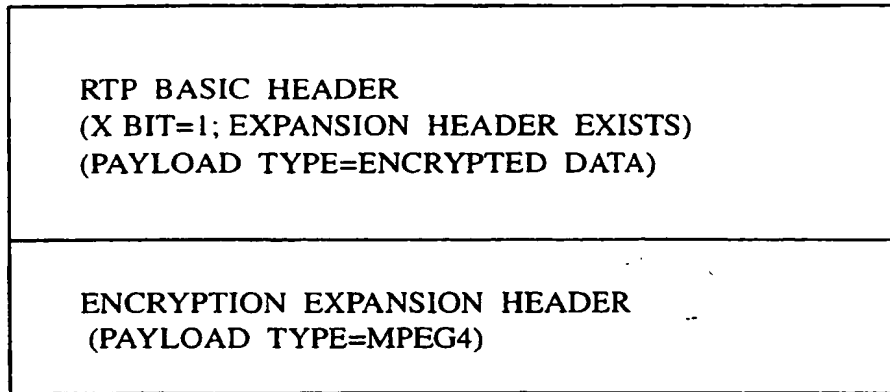 RTP BASIC HEADER
(X BIT=1; EXPANSION HEADER EXISTS)
(PAYLOAD TYPE=ENCRYPTED DATA)
ENCRYPTION EXPANSION HEADER
(PAYLOAD TYPE=MPEG4)